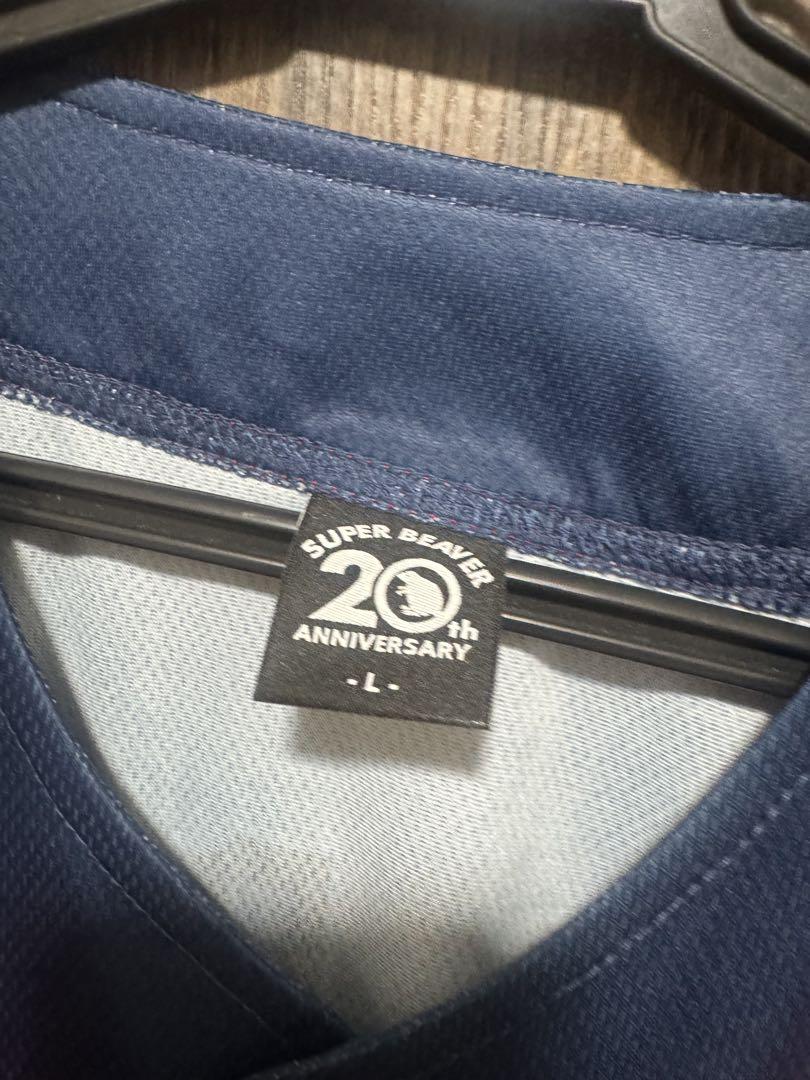 SUPER BEAVER
20th
ANNIVERSARY
- L -